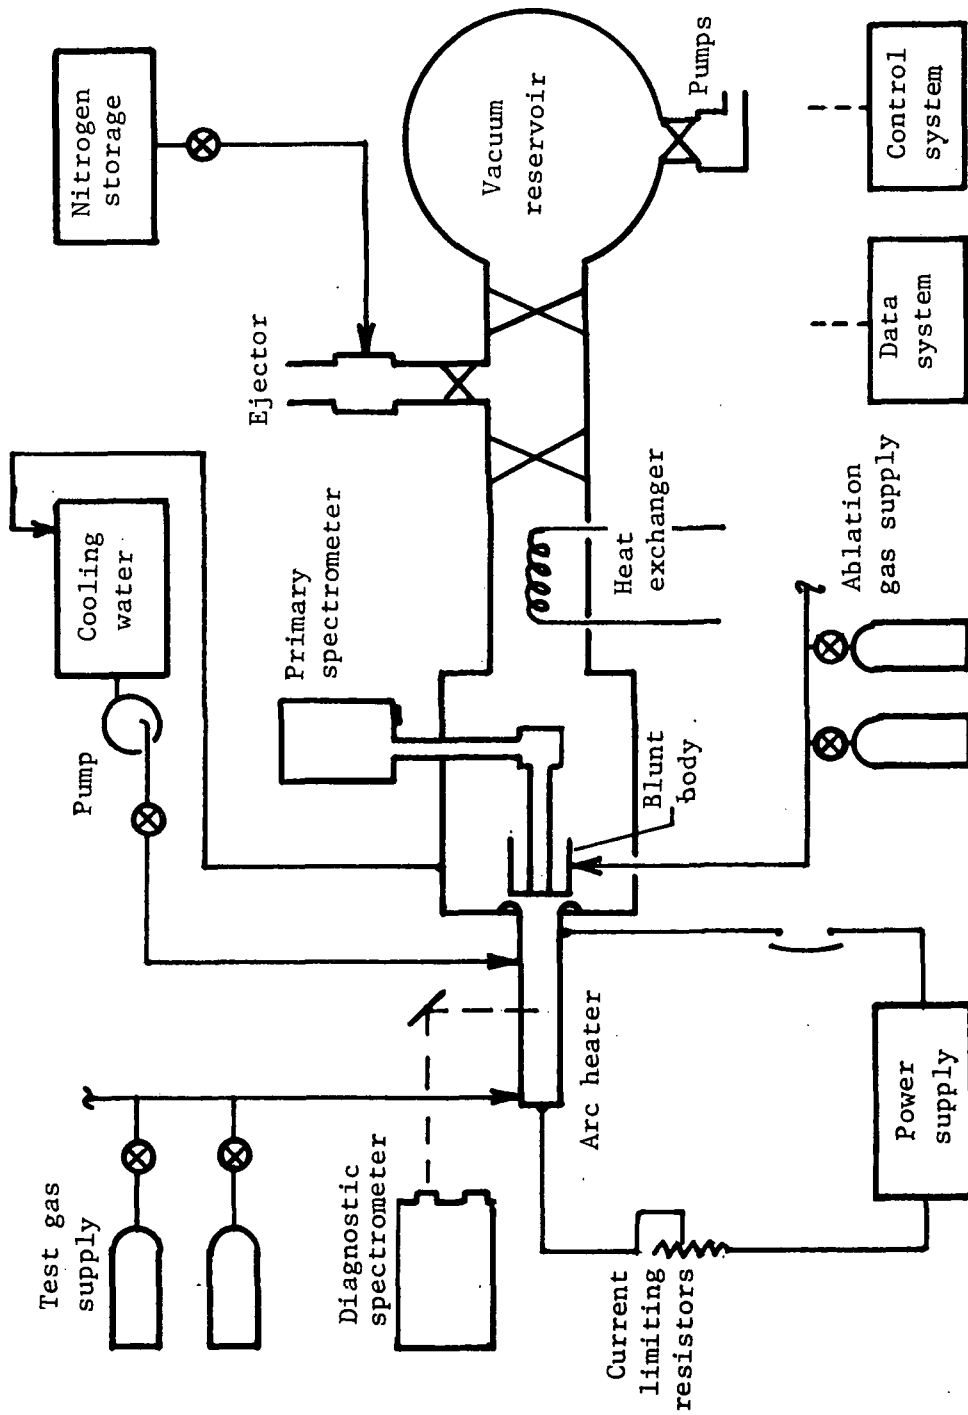 Test gas
supply
Pump
Cooling
water
Nitrogen
storage
Diagnostic
spectrometer
Primary
spectrometer
Ejector
Arc heater
Blunt
body
Heat
exchanger
Vacuum
reservoir
Pumps
Current
limiting
resistors
Power
supply
Ablation
gas supply
Data
system
Control
system